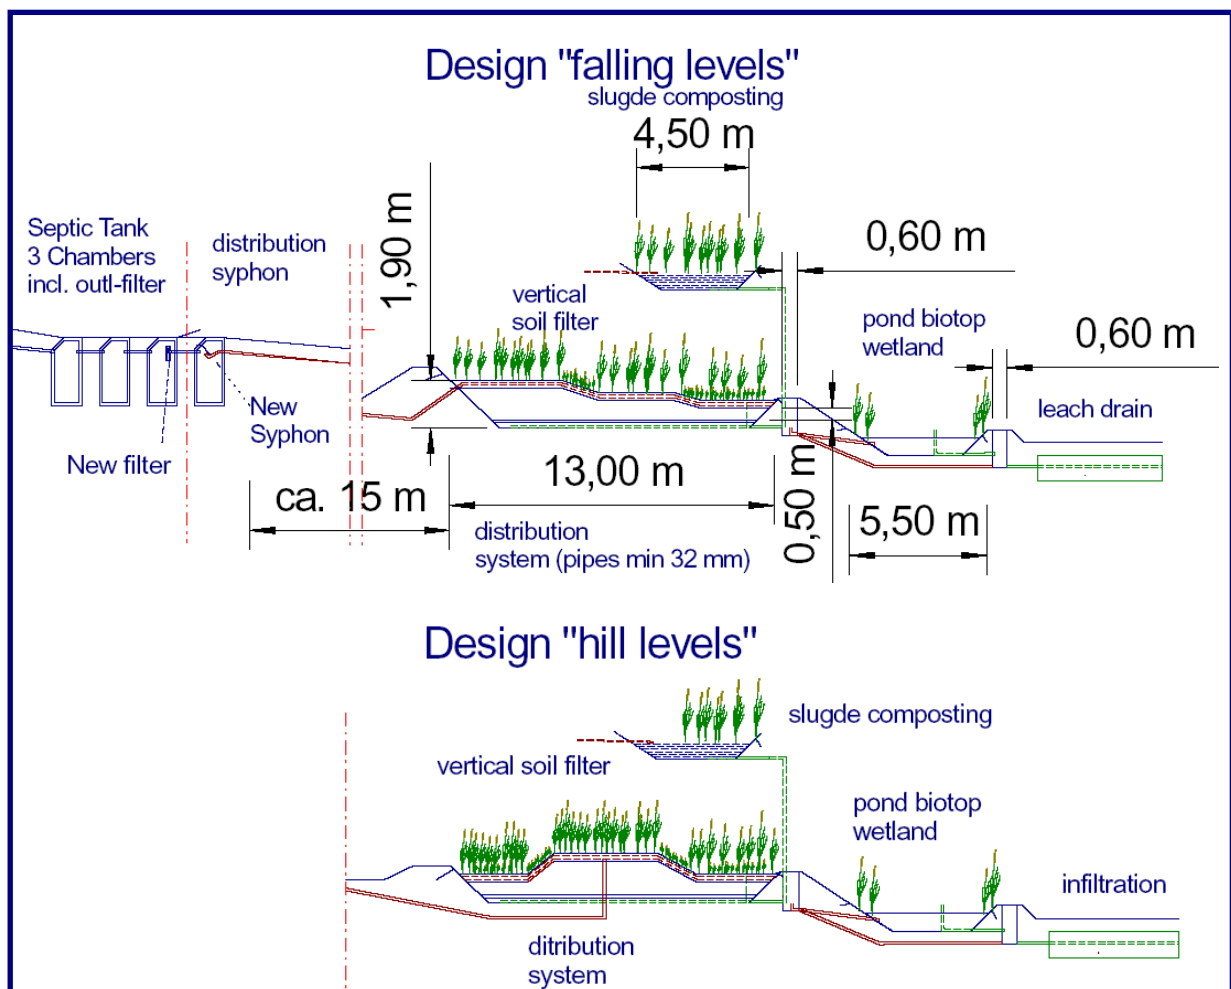 Design "falling levels"
slugde composting
4,50 m
1,90 m
Septic Tank
3 Chambers
incl. outl-filter
distribution
syphon
0,60 m
vertical
soil filter
pond biotop
wetland
0,60 m
leach drain
New
Syphon
New filter
ca. 15 m
13,00 m
0,50 m
5,50 m
distribution
system (pipes min 32 mm)
Design "hill levels"
slugde composting
vertical soil filter
pond biotop
wetland
infiltration
ditribution
system